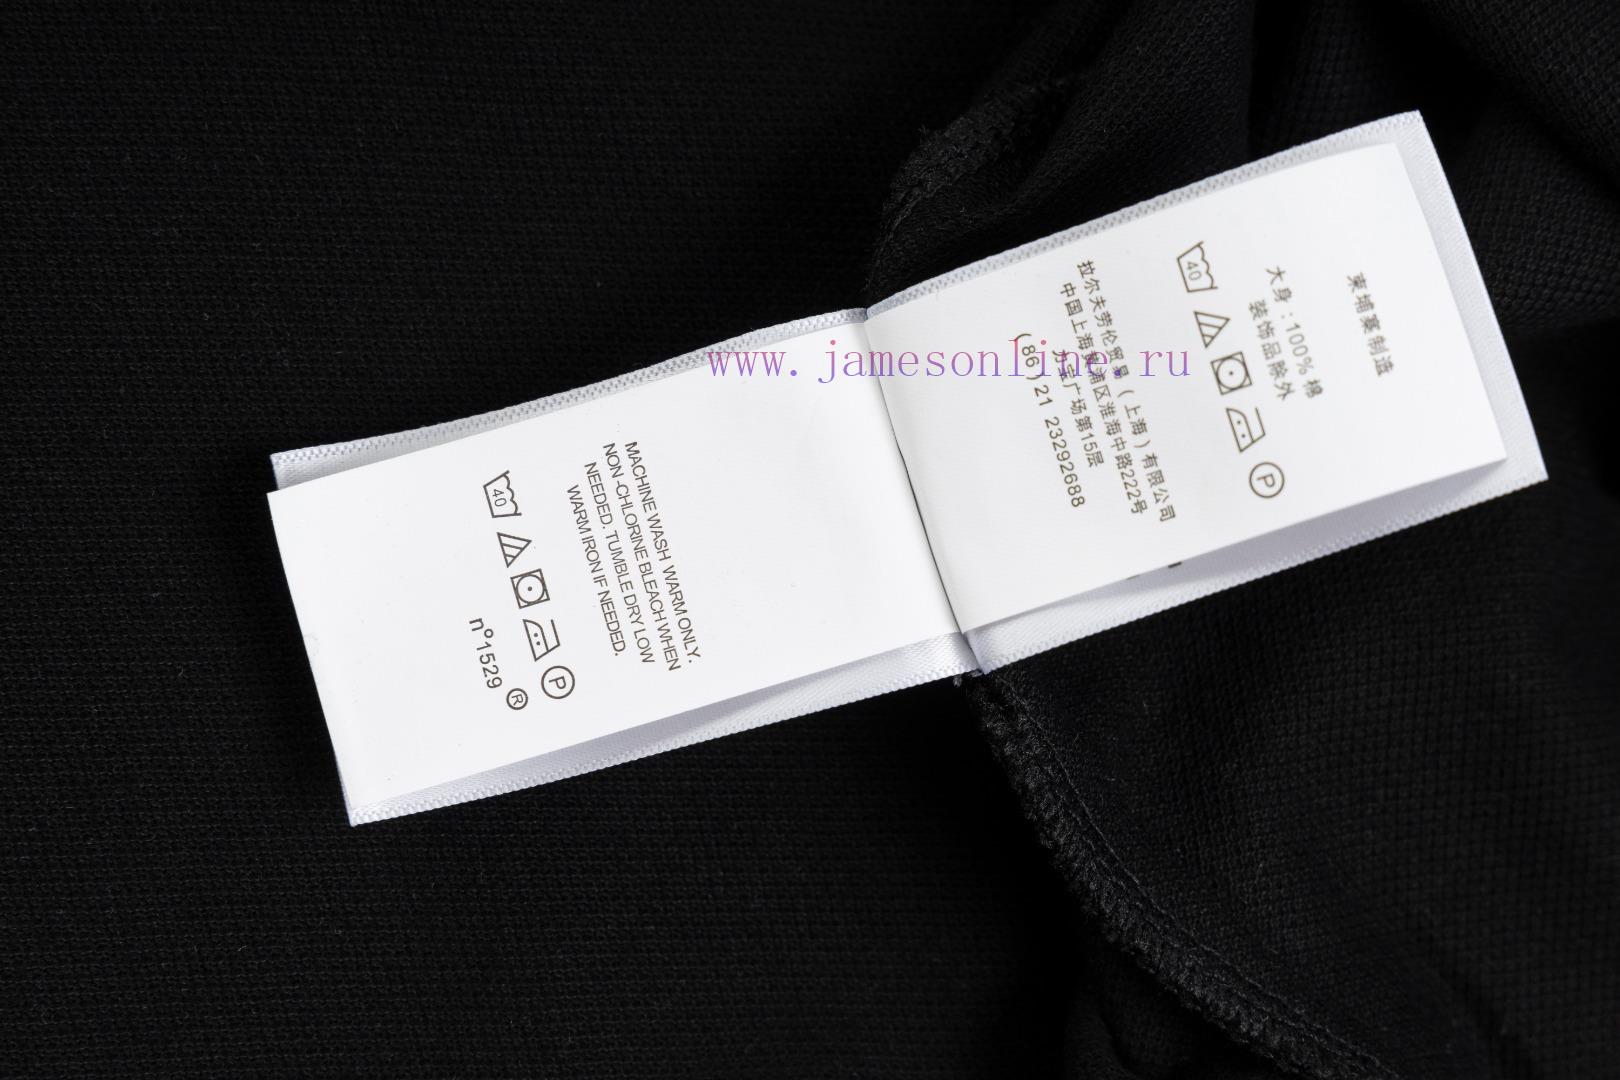 MACHINE WASH WARM ONLY.
NON-CHLORINE BLEACH WHEN
NEEDED. TUMBLE DRY LOW
WARM IRON IF NEEDED.
40
P
®
nº1529
柬埔寨制造
大身:100% 棉
装饰品除外
40
P
拉尔夫劳伦贸易(上海)有限公司
中国上海黄浦区淮海中路222号
力宝广场第15层
(86)21 23292688
www.jamesonline.ru